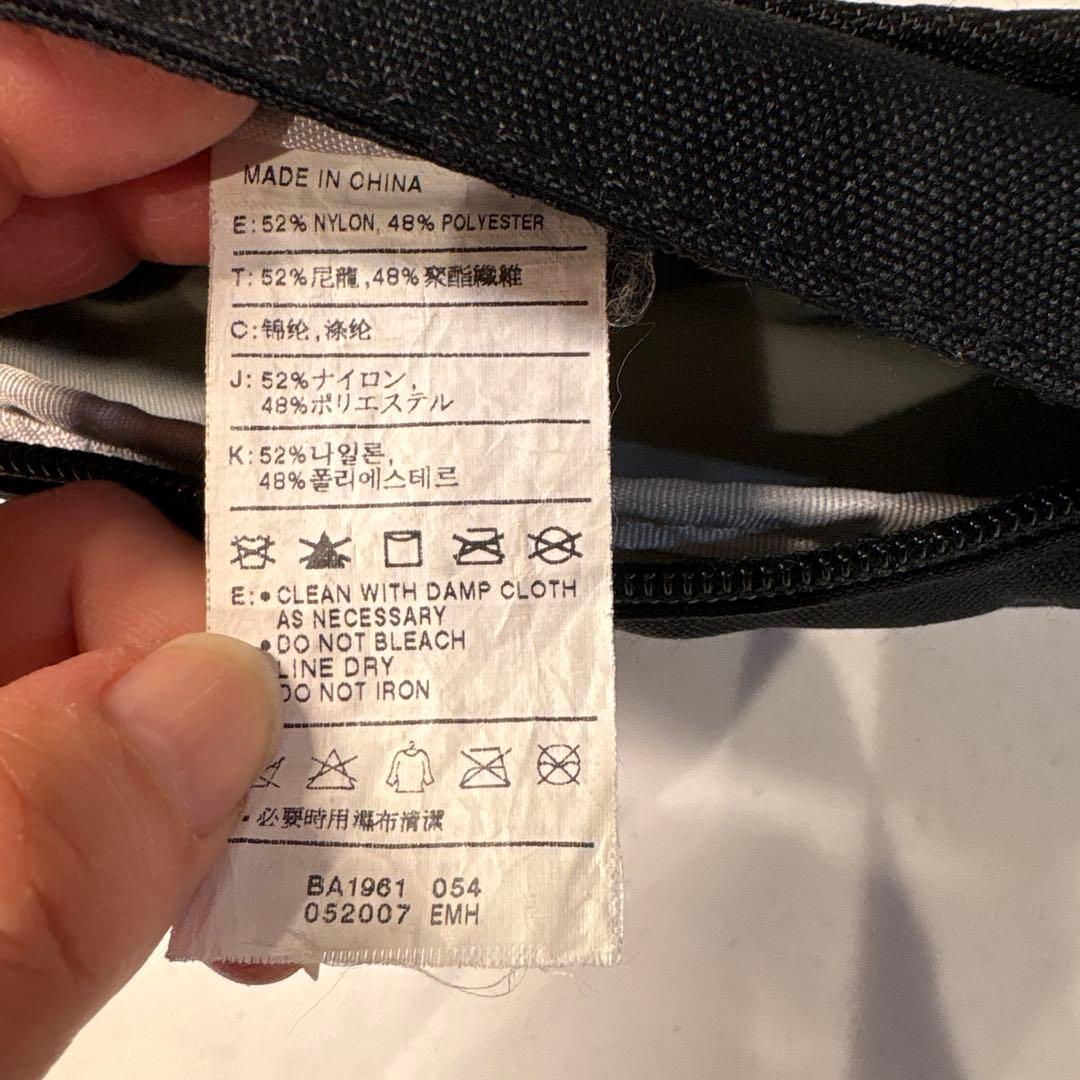 MADE IN CHINA
E: 52% NYLON, 48% POLYESTER
T: 52%尼龍,48%聚酯纖維
C: 锦纶,涤纶
J: 52%ナイロン,
48%ポリエステル
K: 52%나일론,
48%폴리에스테르
E: • CLEAN WITH DAMP CLOTH
AS NECESSARY
• DO NOT BLEACH
LINE DRY
DO NOT IRON
• 必要時用濕布清潔
BA1961 054
052007 EMH